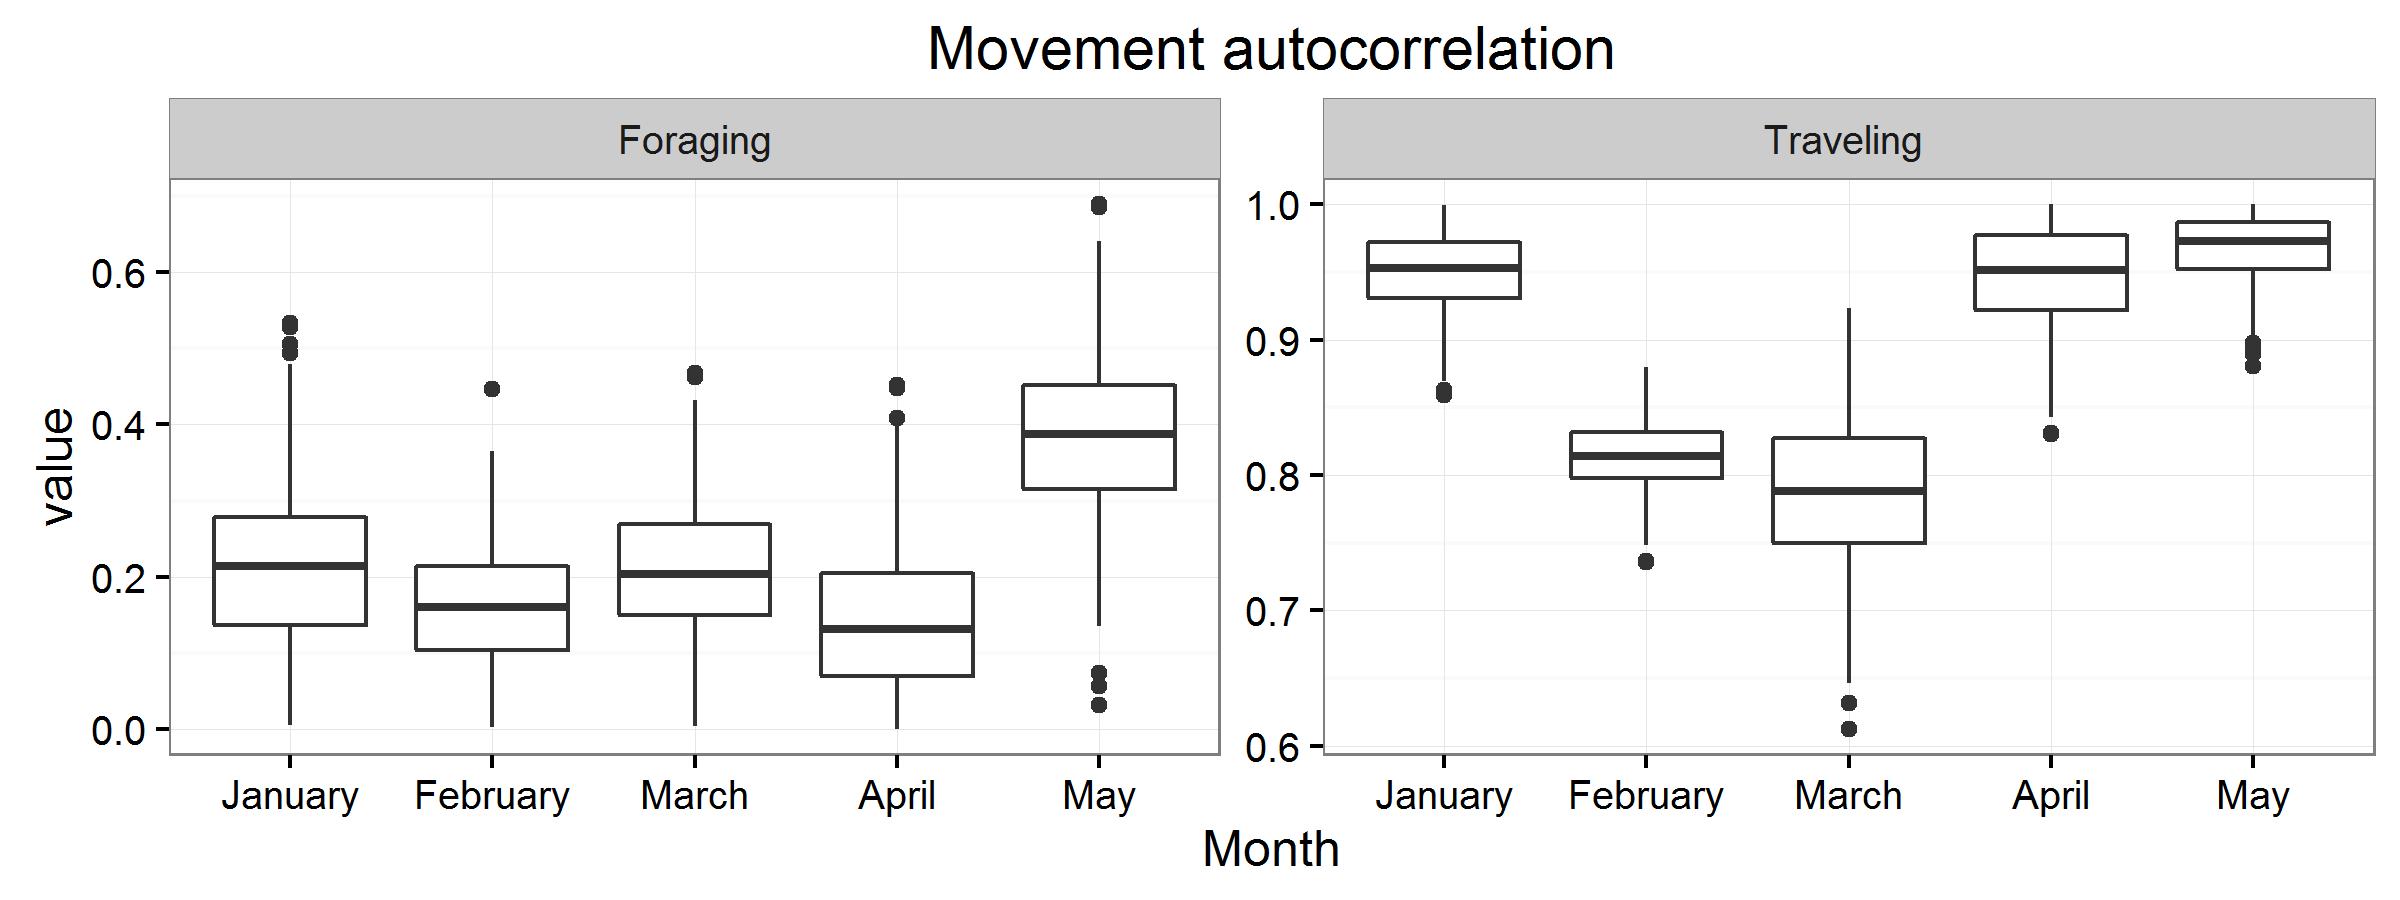 Movement autocorrelation
Foraging
Traveling
value
0.6
0.4
0.2
0.0
1.0
0.9
0.8
0.7
0.6
January February March April May
January February March April May
Month